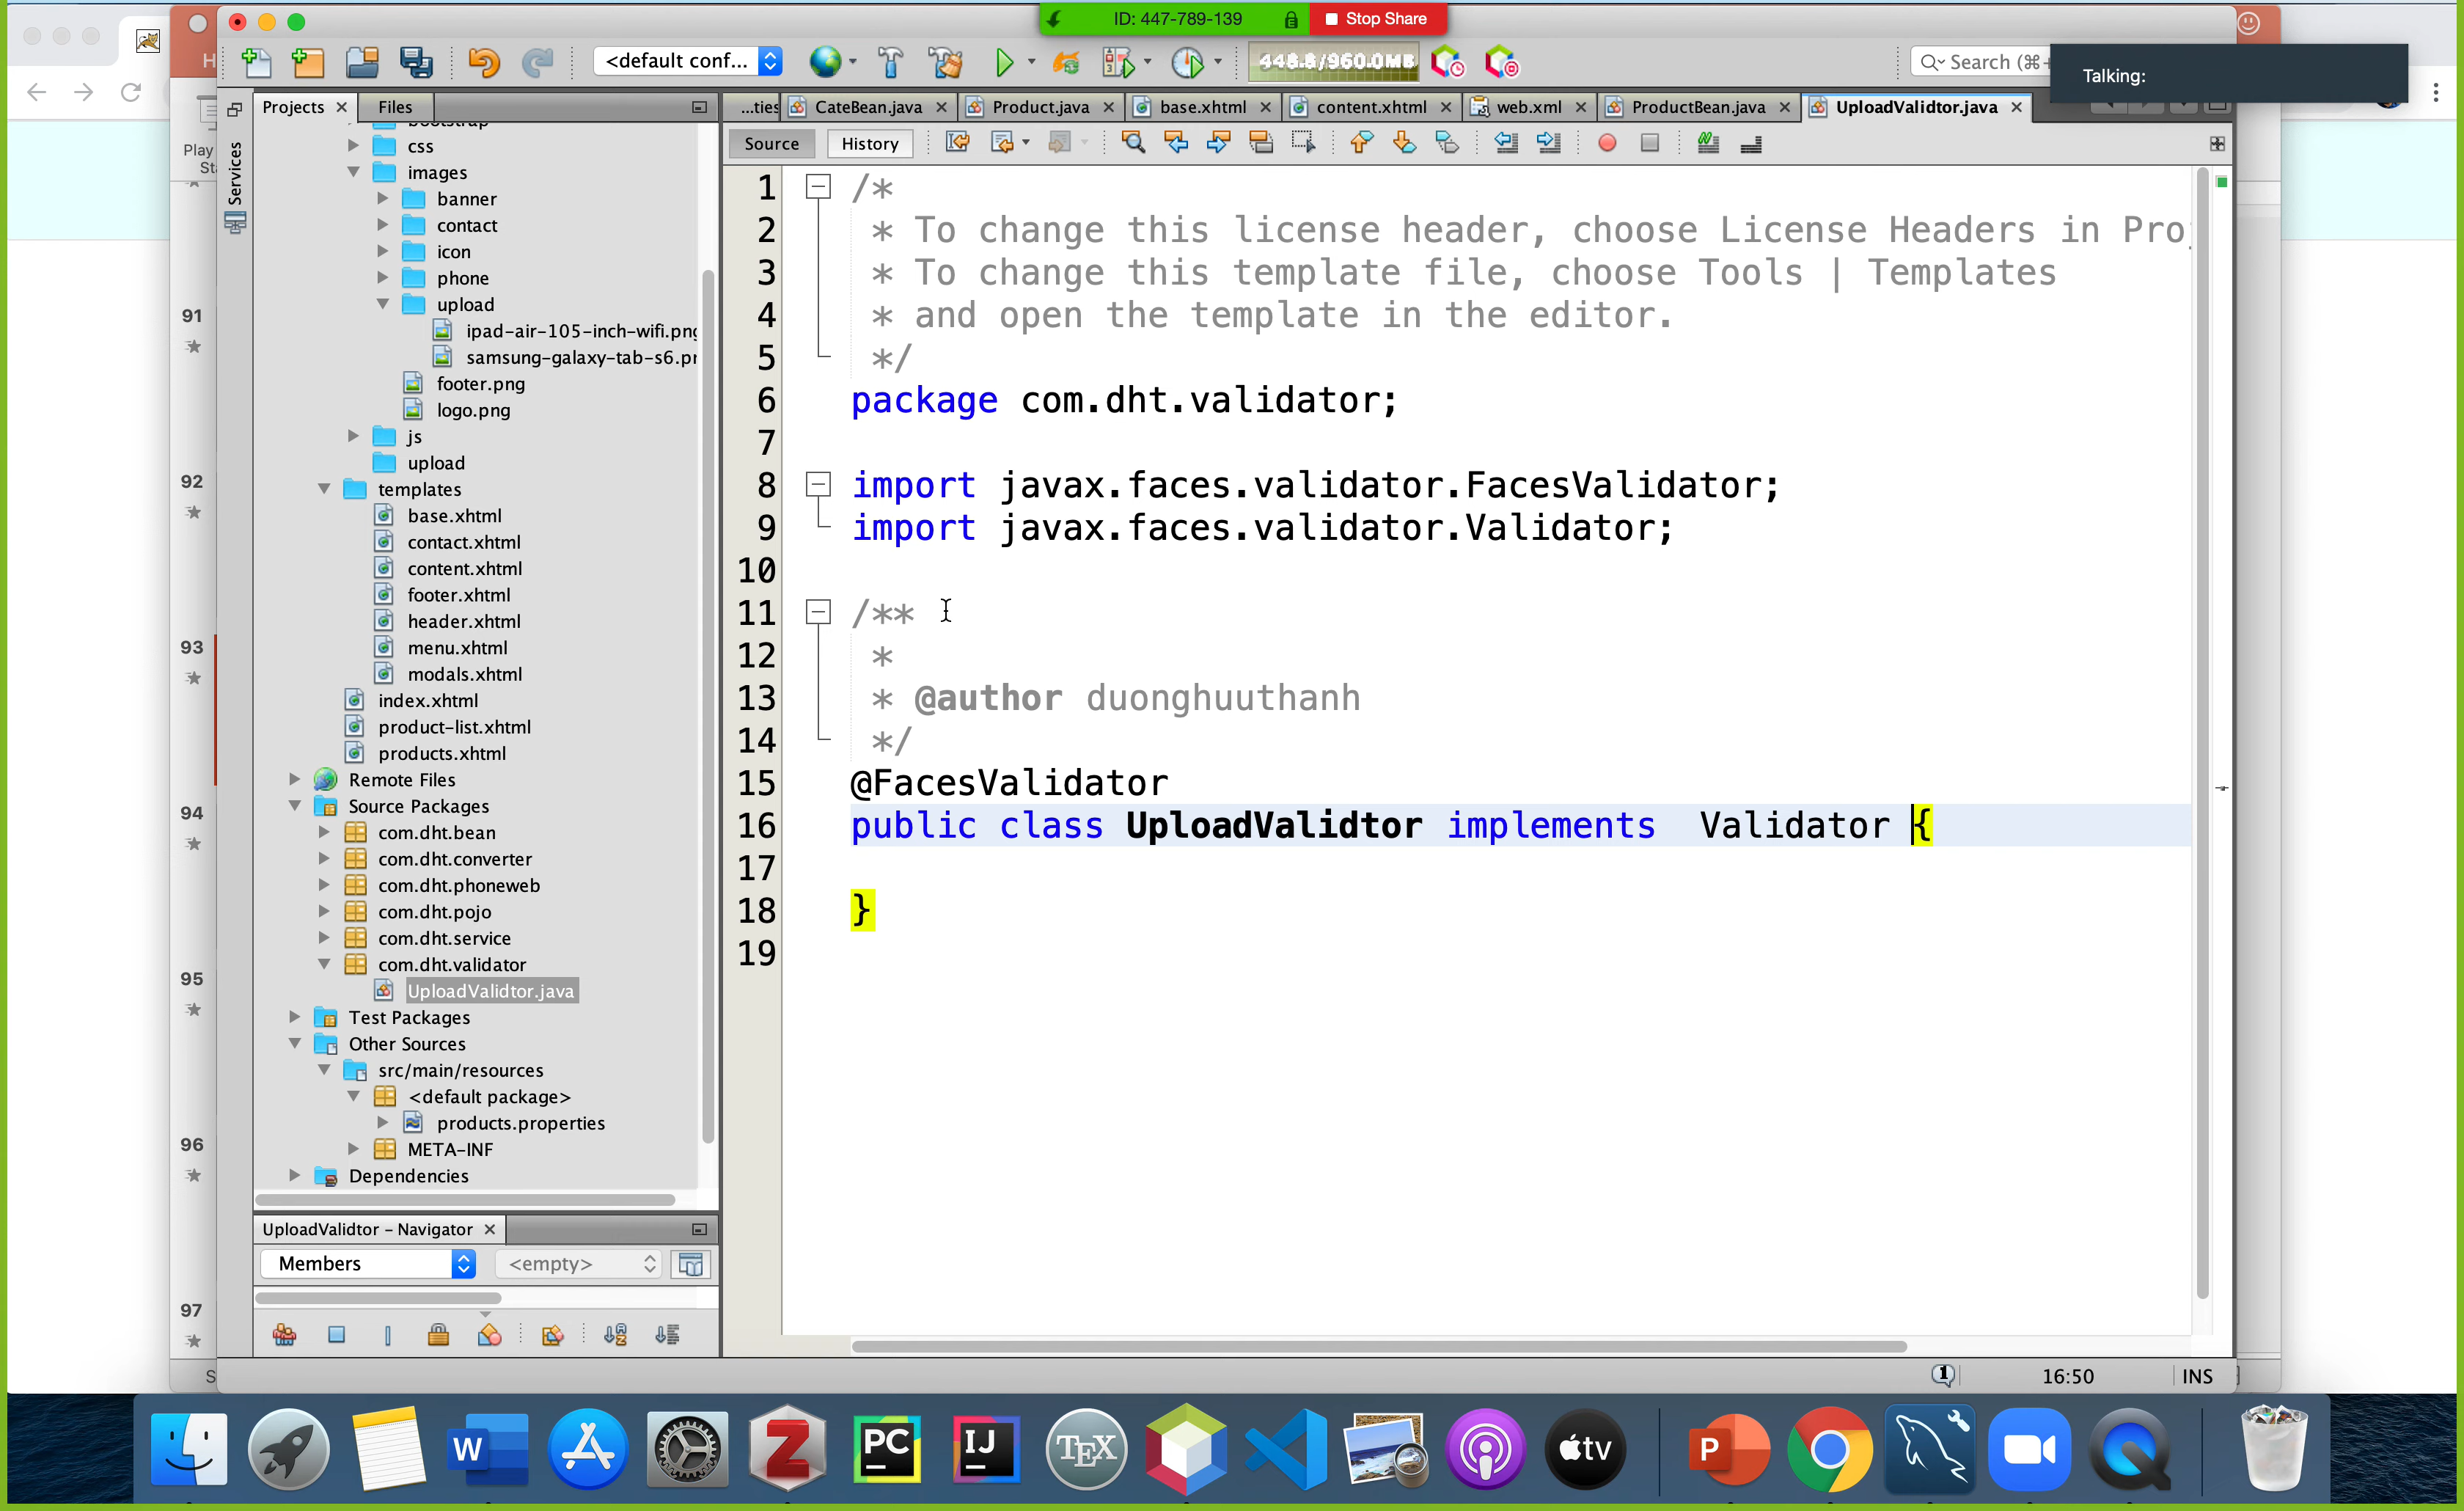 ID: 447-789-139
Stop Share
Talking:
<default conf...
448.8/960.0MB
Search (⌘+
H
Play
Projects
Files
...ties
CateBean.java
Product.java
base.xhtml
content.xhtml
web.xml
ProductBean.java
UploadValidtor.java
Services
Source
History
bootstrap
css
images
banner
contact
icon
phone
upload
ipad-air-105-inch-wifi.png
samsung-galaxy-tab-s6.pr
footer.png
logo.png
js
upload
templates
base.xhtml
contact.xhtml
content.xhtml
footer.xhtml
header.xhtml
menu.xhtml
modals.xhtml
index.xhtml
product-list.xhtml
products.xhtml
Remote Files
Source Packages
com.dht.bean
com.dht.converter
com.dht.phoneweb
com.dht.pojo
com.dht.service
com.dht.validator
UploadValidtor.java
Test Packages
Other Sources
src/main/resources
<default package>
products.properties
META-INF
Dependencies
91
92
93
94
95
96
97
UploadValidtor - Navigator
Members
<empty>
1 /*
2 * To change this license header, choose License Headers in Pro
3 * To change this template file, choose Tools | Templates
4 * and open the template in the editor.
5 */
6 package com.dht.validator;
7
8 import javax.faces.validator.FacesValidator;
9 import javax.faces.validator.Validator;
10
11 /**
12 *
13 * @author duonghuuthanh
14 */
15 @FacesValidator
16 public class UploadValidtor implements  Validator {
17
18 }
19
1
16:50
INS
W
Z
PC
IJ
TEX
tv
P